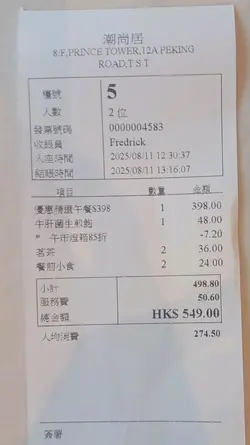 潮尚居
8/F,PRINCE TOWER,12A PEKING
ROAD,T S T
檯號 5
人數 2 位
發票號碼 0000004583
收銀員 Fredrick
入座時間 2025/08/11 12:30:37
結賬時間 2025/08/11 13:16:07
項目 數量 金額
優惠精選午餐$398 1 398.00
牛肝菌生煎飽 1 48.00
* 午市燈箱85折 -7.20
茗茶 2 36.00
餐前小食 2 24.00
小計 498.80
服務費 50.60
總金額 HK$ 549.00
人均消費 274.50
簽署